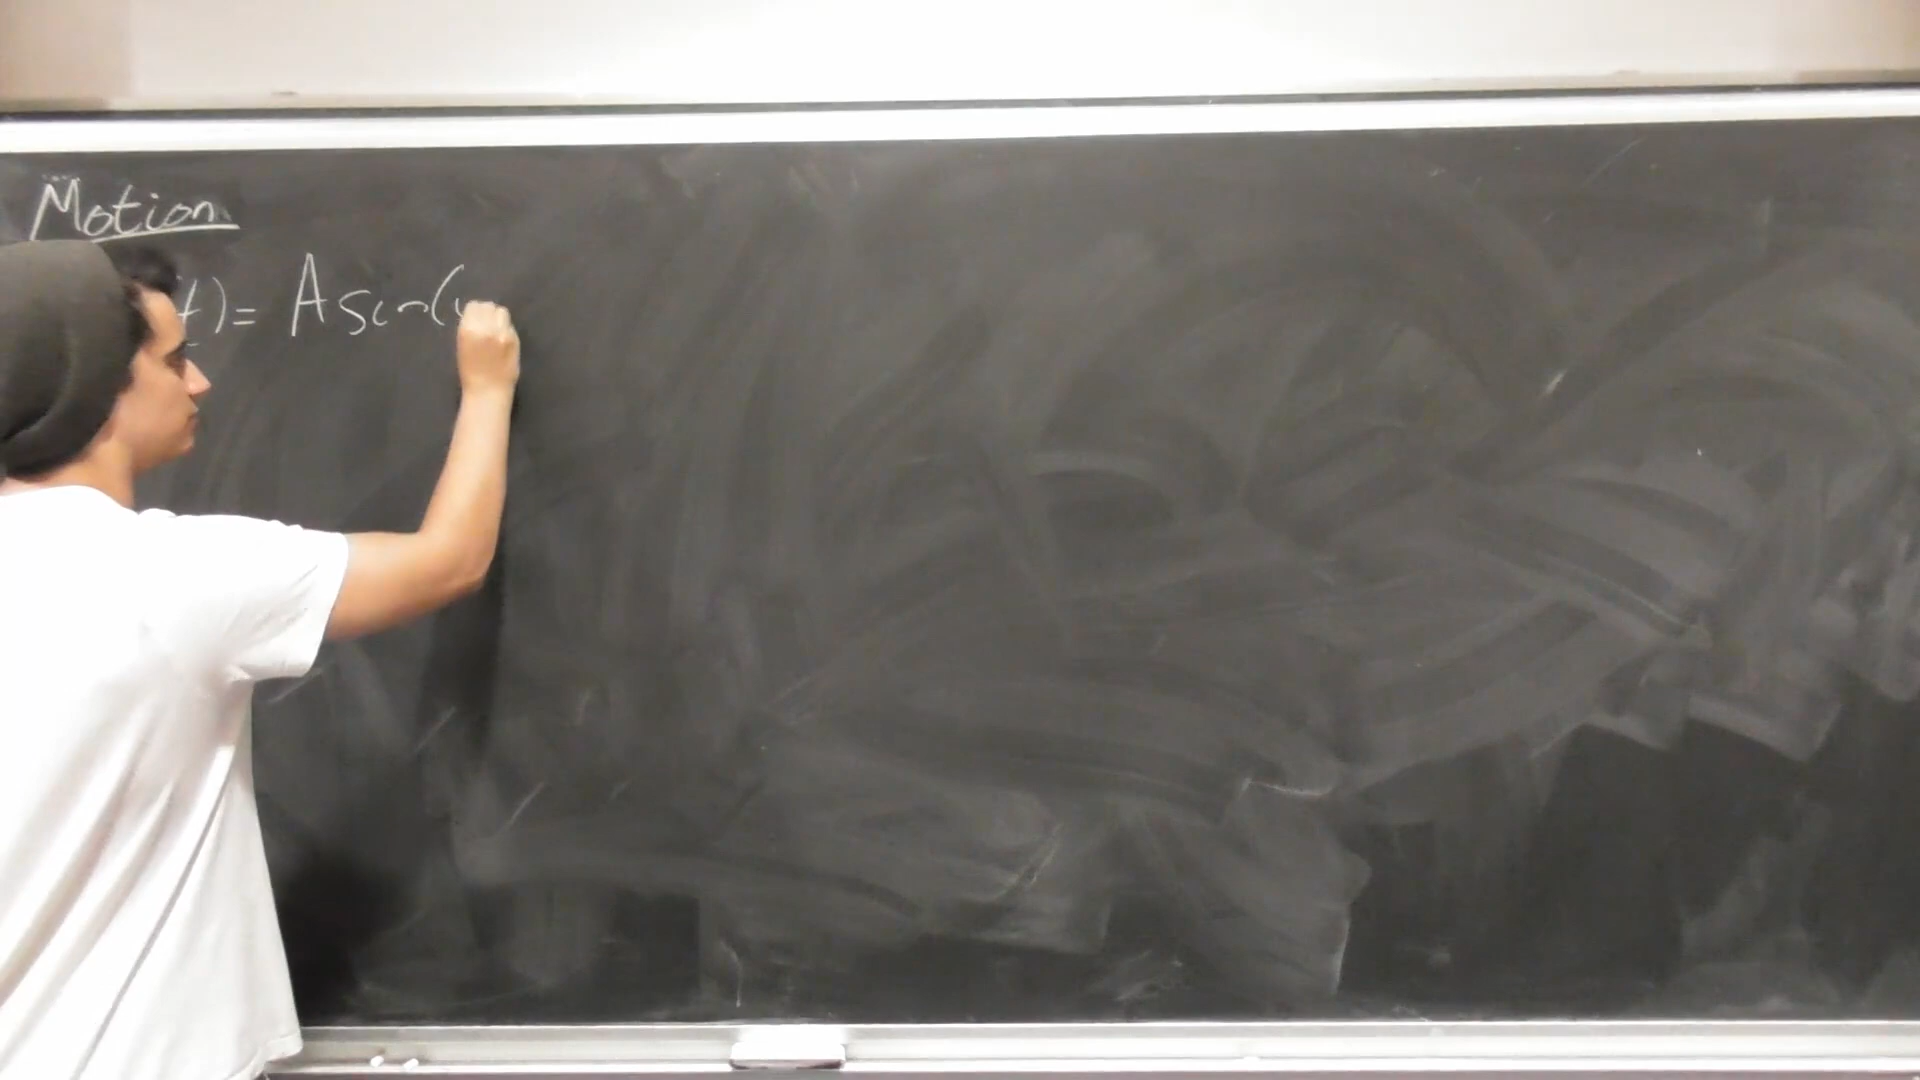 Motion
t) = A sin(